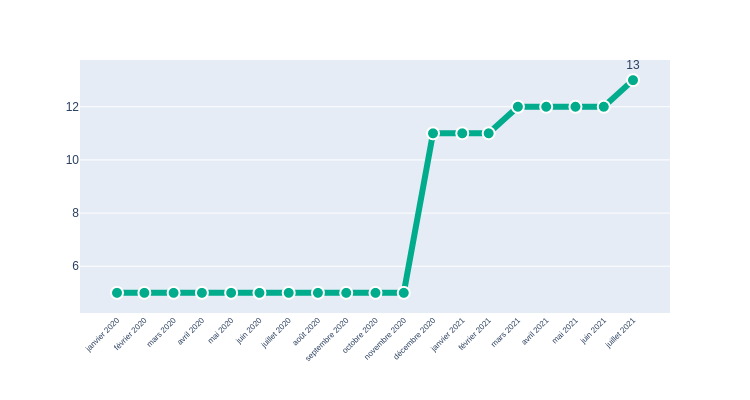 13
12
10
8
6
janvier 2020
février 2020
mars 2020
avril 2020
mai 2020
juin 2020
juillet 2020
août 2020
septembre 2020
octobre 2020
novembre 2020
décembre 2020
janvier 2021
février 2021
mars 2021
avril 2021
mai 2021
juin 2021
juillet 2021